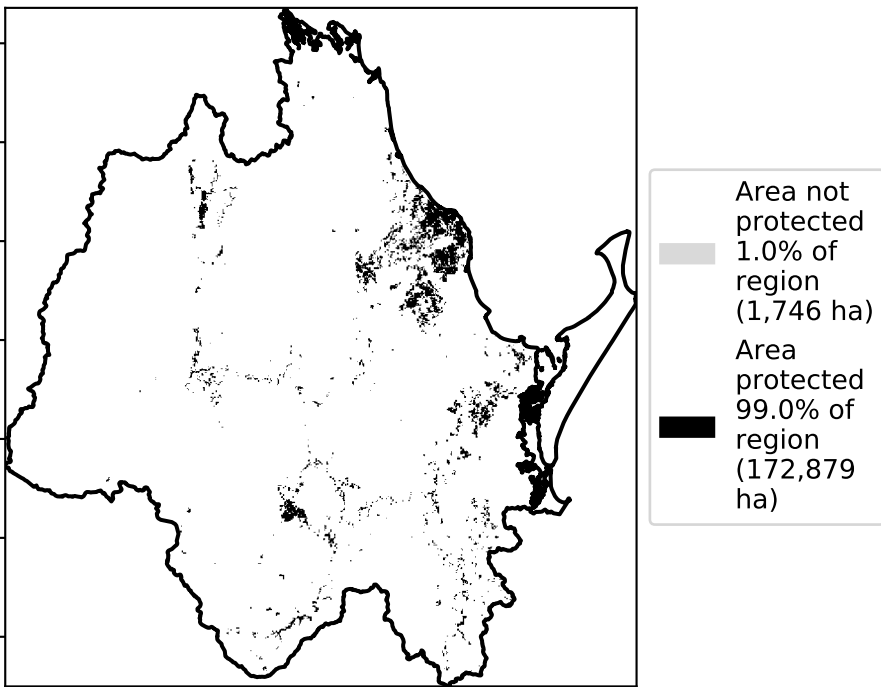 Area not
protected
1.0% of
region
(1,746 ha)
Area
protected
99.0% of
region
(172,879
ha)